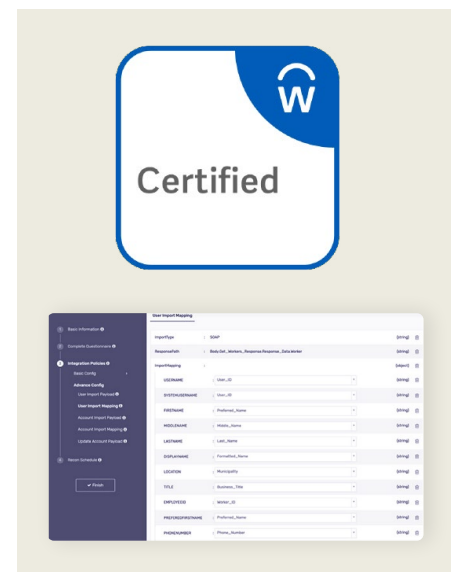 W
Certified
User Import Mapping
1 Basic Information
ImportType : SOAP (string)
2 Complete Questionnaire
ResponsePath : Body.Get_Workers_Response.Response_Data.Worker (string)
3 Integration Policies
ImportMapping : (object)
Basic Config
Advance Config
USERNAME : User_ID (string)
User Import Payload
SYSTEMUSERNAME : User_ID (string)
User Import Mapping
FIRSTNAME : Preferred_Name (string)
Account Import Payload
Account Import Mapping
MIDDLENAME : Middle_Name (string)
Update Account Payload
LASTNAME : Last_Name (string)
DISPLAYNAME : Formatted_Name (string)
Recon Schedule
LOCATION : Municipality (string)
✓ Finish
TITLE : Business_Title (string)
EMPLOYEEID : Worker_ID (string)
PREFEREDFIRSTNAME : Preferred_Name (string)
PHONENUMBER : Phone_Number (string)